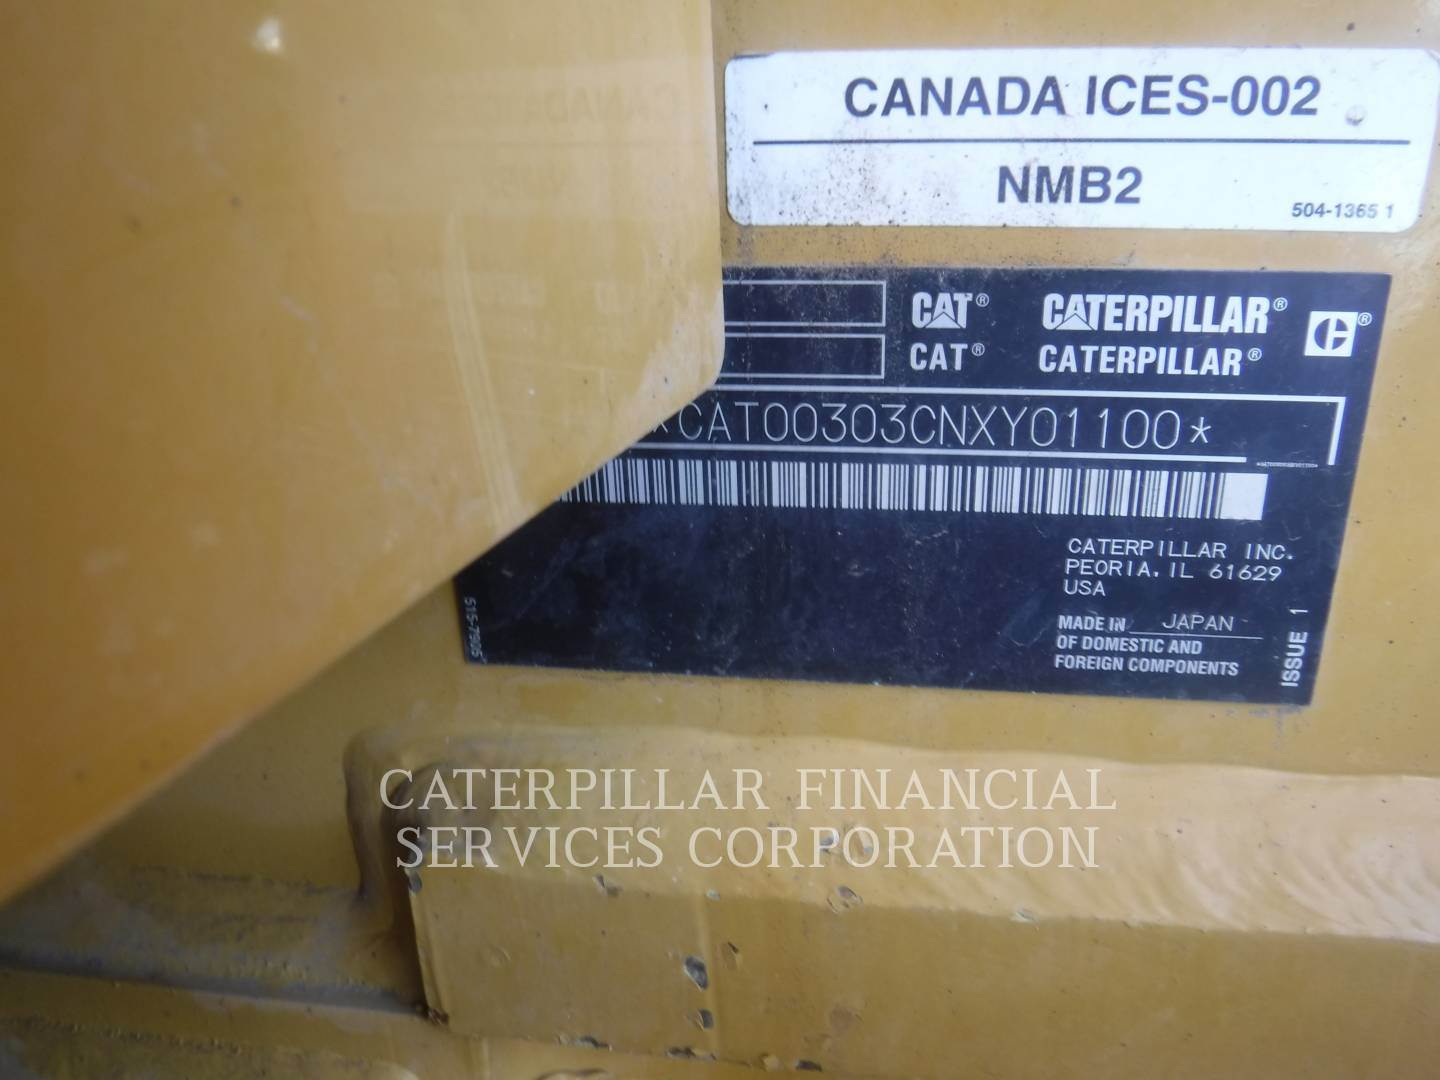 CANADA ICES-002
NMB2
504-1365 1
CAT® CATERPILLAR®
CAT® CATERPILLAR®
*CAT00303CNXY01100*
CATERPILLAR INC.
PEORIA, IL 61629
USA
MADE IN JAPAN
OF DOMESTIC AND
FOREIGN COMPONENTS
ISSUE 1
CATERPILLAR FINANCIAL
SERVICES CORPORATION